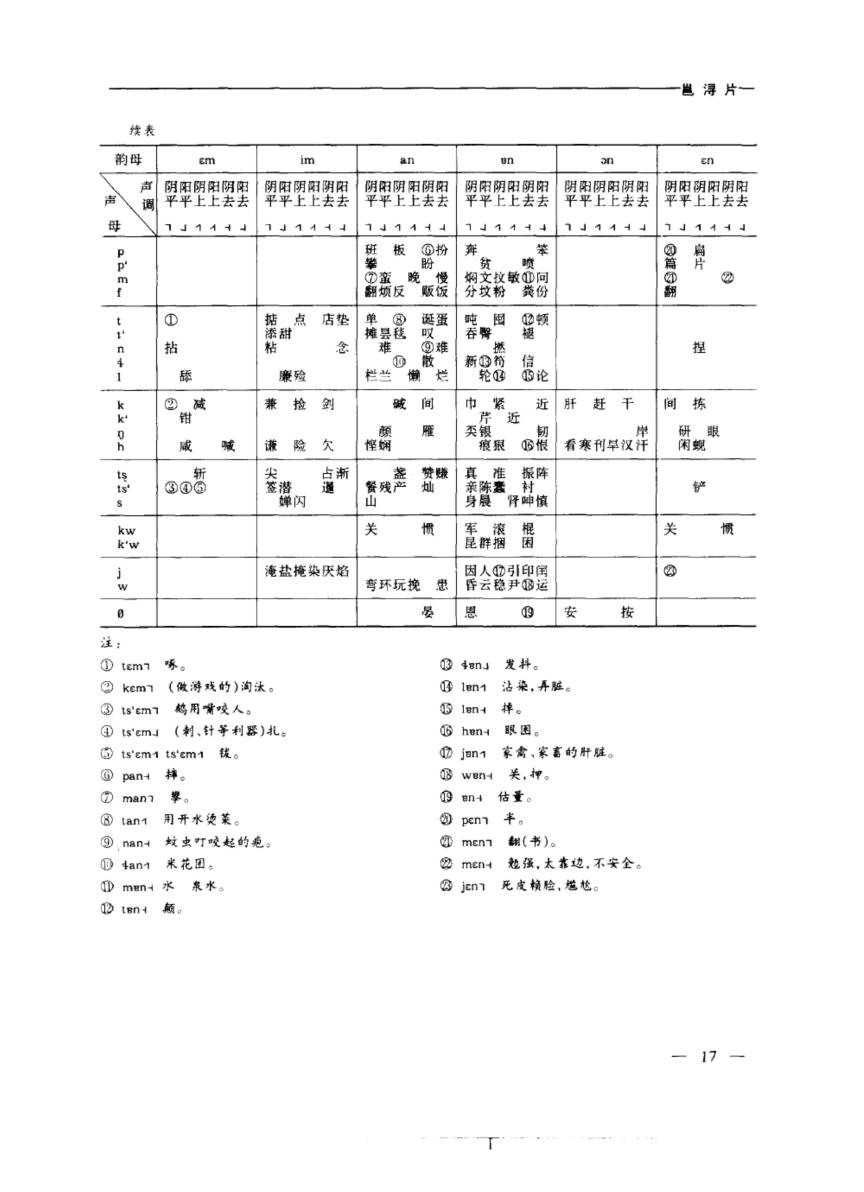 邕 浔 片
续表
韵母 ɛm im an ɐn ɔn ɛn
声 阴阳阴阳阴阳 阴阳阴阳阴阳 阴阳阴阳阴阳 阴阳阴阳阴阳 阴阳阴阳阴阳 阴阳阴阳阴阳
声 调 平平上上去去 平平上上去去 平平上上去去 平平上上去去 平平上上去去 平平上上去去
母 ˥ ˩ ˧ ˦ ˨
p 班 板 ⑥扮 奔 笨 ⑳ 扁
pʻ 攀 盼 贫 喷 篇 片
m ⑦蛮 晚 慢 焖文抆敏⑪问 ㉑ ㉒
f 翻烦反 贩饭 分坟粉 粪份 翻
t ① 掂 点 店垫 单 ⑧ 诞蛋 吨 囤 ⑫顿
tʻ 添甜 摊昙毯 叹 吞臀 褪
n 拈 粘 念 难 ⑨难 撚 捏
ɬ ⑩ 散 新⑬笱 信
l 舔 廉殓 栏兰 懒 烂 轮⑭ ⑮论
k ② 减 兼 捡 剑 碱 间 巾 紧 近 肝 赶 干 间 拣
kʻ 钳 芹 近
ŋ 颜 雁 奀银 韧 岸 研 眼
h 咸 喊 谦 险 欠 悭娴 痕狠 ⑯恨 看寒刊旱汉汗 闲蚬
tʂ 斩 尖 占渐 盏 赞赚 真 准 振阵
tsʻ ③④⑤ 签潜 暹 餐残产 灿 亲陈蠢 衬 铲
s 婵闪 山 身晨 肾呻慎
kw 关 惯 军 滚 棍 关 惯
kʻw 昆群捆 困
j 淹盐掩染厌焰 因人⑰引印闰 ㉓
w 弯环玩挽 患 昏云稳尹⑱运
ø 晏 恩 ⑲ 安 按
注：
① tɛm˥ 啄。
② kɛm˥ (做游戏的)淘汰。
③ tsʻɛm˥ 鹅用嘴咬人。
④ tsʻɛm˩ (刺、针等利器)扎。
⑤ tsʻɛm˧ tsʻɛm˧ 钹。
⑥ pan˧ 摔。
⑦ man˥ 攀。
⑧ tan˧ 用开水烫菜。
⑨ nan˧ 蚊虫叮咬起的疱。
⑩ ɬan˧ 米花团。
⑪ mɐn˧ 水 泉水。
⑫ tɐn˧ 颠。
⑬ ɬɐn˩ 发抖。
⑭ lɐn˧ 沾染，弄脏。
⑮ lɐn˧ 掉。
⑯ hɐn˧ 眼困。
⑰ jɐn˧ 家禽、家畜的肝脏。
⑱ wɐn˧ 关，押。
⑲ ɐn˧ 估量。
⑳ pɛn˥ 半。
㉑ mɛn˥ 翻(书)。
㉒ mɛn˧ 勉强，太靠边，不安全。
㉓ jɛn˥ 死皮赖脸，尴尬。
— 17 —